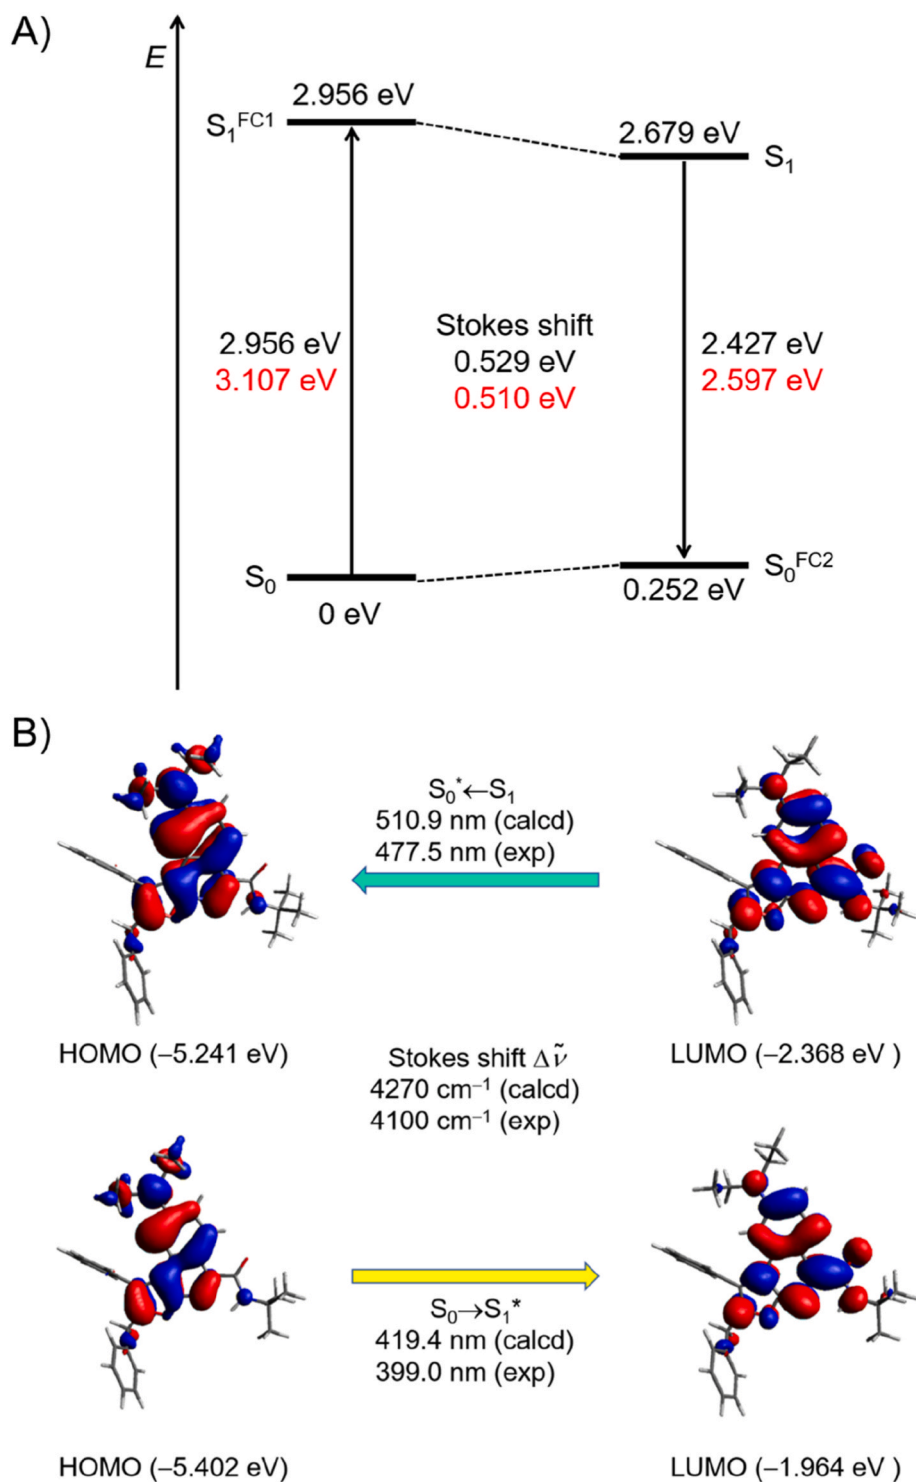 A)
E
2.956 eV
S₁ᶠᶜ¹
2.679 eV
S₁
Stokes shift
2.956 eV
0.529 eV
2.427 eV
3.107 eV
0.510 eV
2.597 eV
S₀
0 eV
S₀ᶠᶜ²
0.252 eV
B)
S₀*←S₁
510.9 nm (calcd)
477.5 nm (exp)
HOMO (−5.241 eV)
LUMO (−2.368 eV )
Stokes shift Δν̃
4270 cm⁻¹ (calcd)
4100 cm⁻¹ (exp)
S₀→S₁*
419.4 nm (calcd)
399.0 nm (exp)
HOMO (−5.402 eV)
LUMO (−1.964 eV )